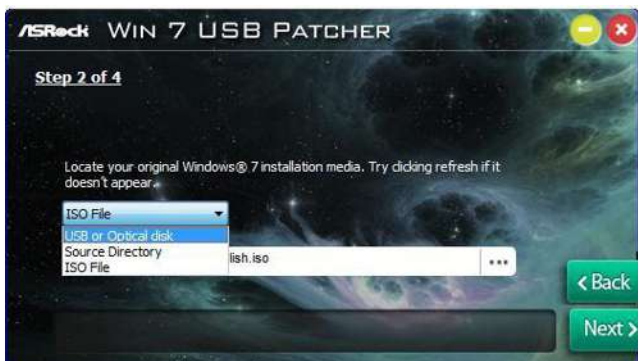 ASRock WIN 7 USB PATCHER
Step 2 of 4
Locate your original Windows® 7 installation media. Try clicking refresh if it
doesn't appear.
ISO File
USB or Optical disk
Source Directory
ISO File
lish.iso
...
< Back
Next >